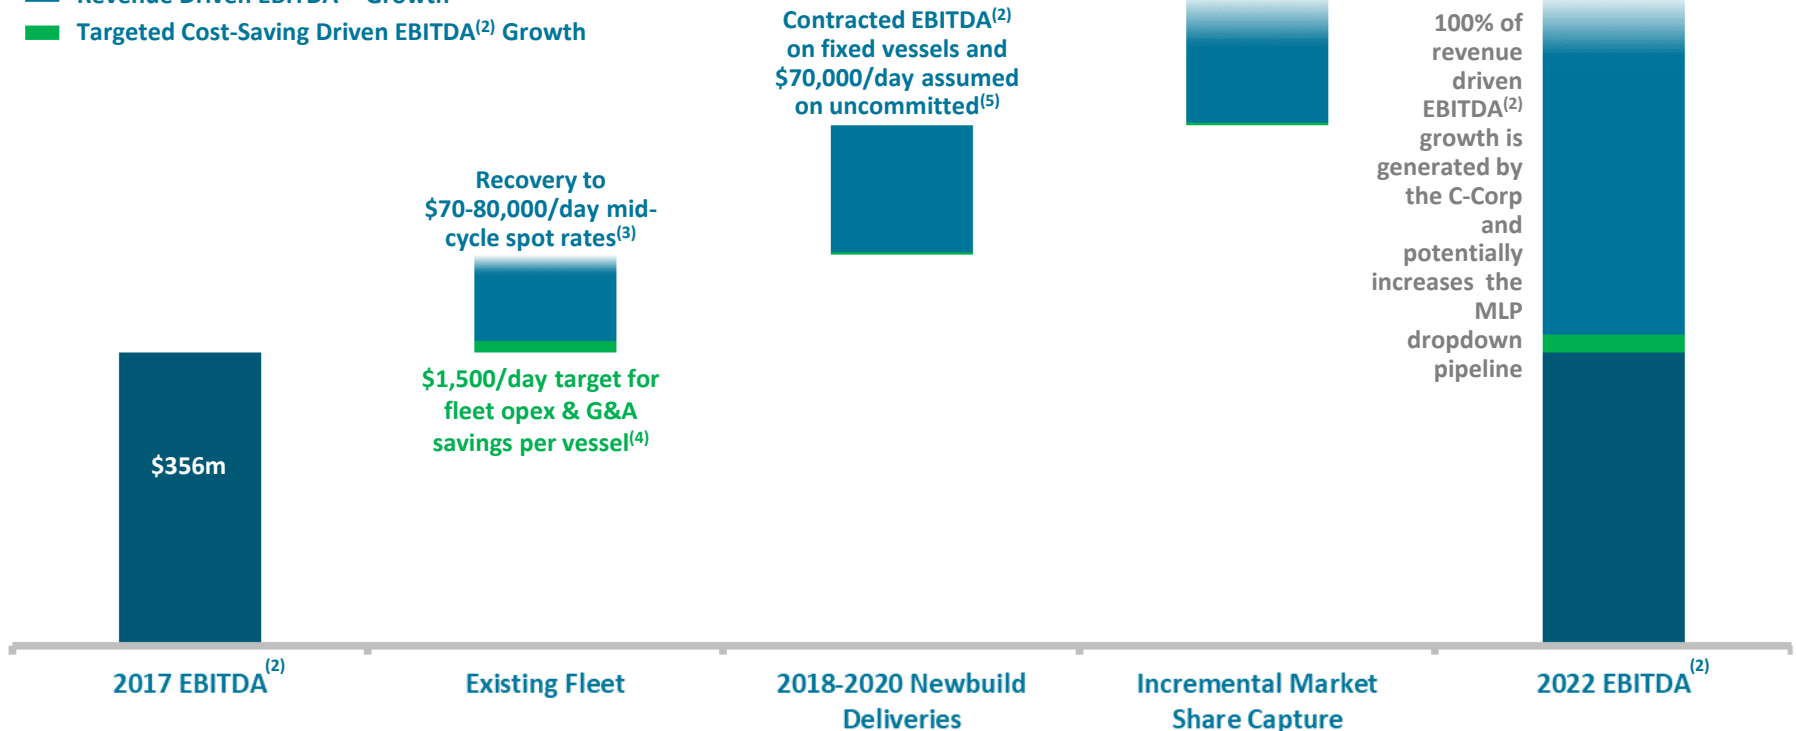 Targeted Cost-Saving Driven EBITDA(2) Growth
Contracted EBITDA(2)
on fixed vessels and
$70,000/day assumed
on uncommitted(5)
Recovery to
$70-80,000/day mid-
cycle spot rates(3)
$1,500/day target for
fleet opex & G&A
savings per vessel(4)
100% of
revenue
driven
EBITDA(2)
growth is
generated by
the C-Corp
and
potentially
increases the
MLP
dropdown
pipeline
$356m
2017 EBITDA(2)
Existing Fleet
2018-2020 Newbuild
Deliveries
Incremental Market
Share Capture
2022 EBITDA(2)